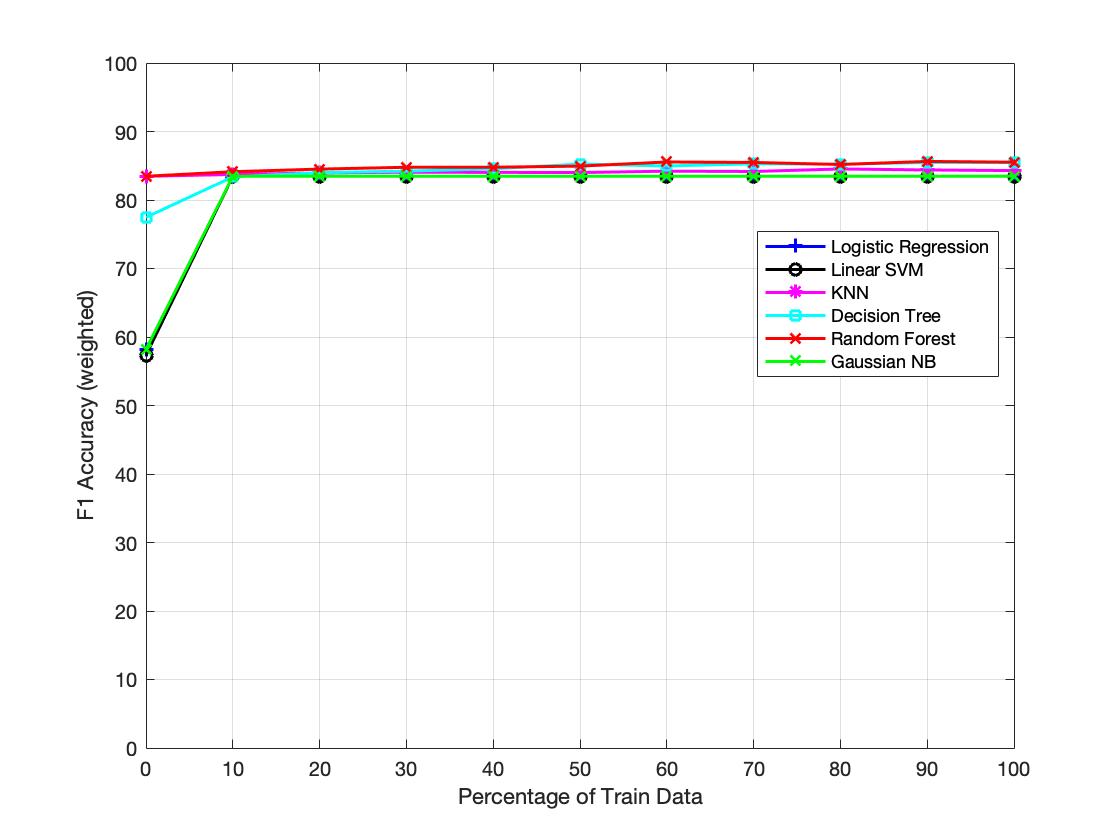 100
90
80
70
60
50
40
30
20
10
0
F1 Accuracy (weighted)
Logistic Regression
Linear SVM
KNN
Decision Tree
Random Forest
Gaussian NB
0 10 20 30 40 50 60 70 80 90 100
Percentage of Train Data